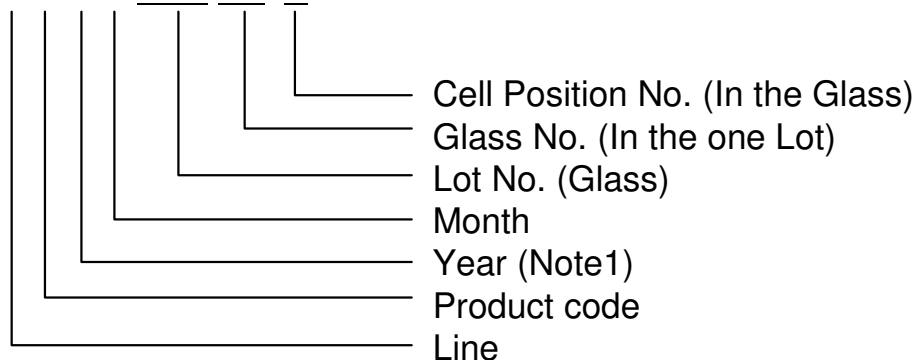 Cell Position No. (In the Glass)
Glass No. (In the one Lot)
Lot No. (Glass)
Month
Year (Note1)
Product code
Line